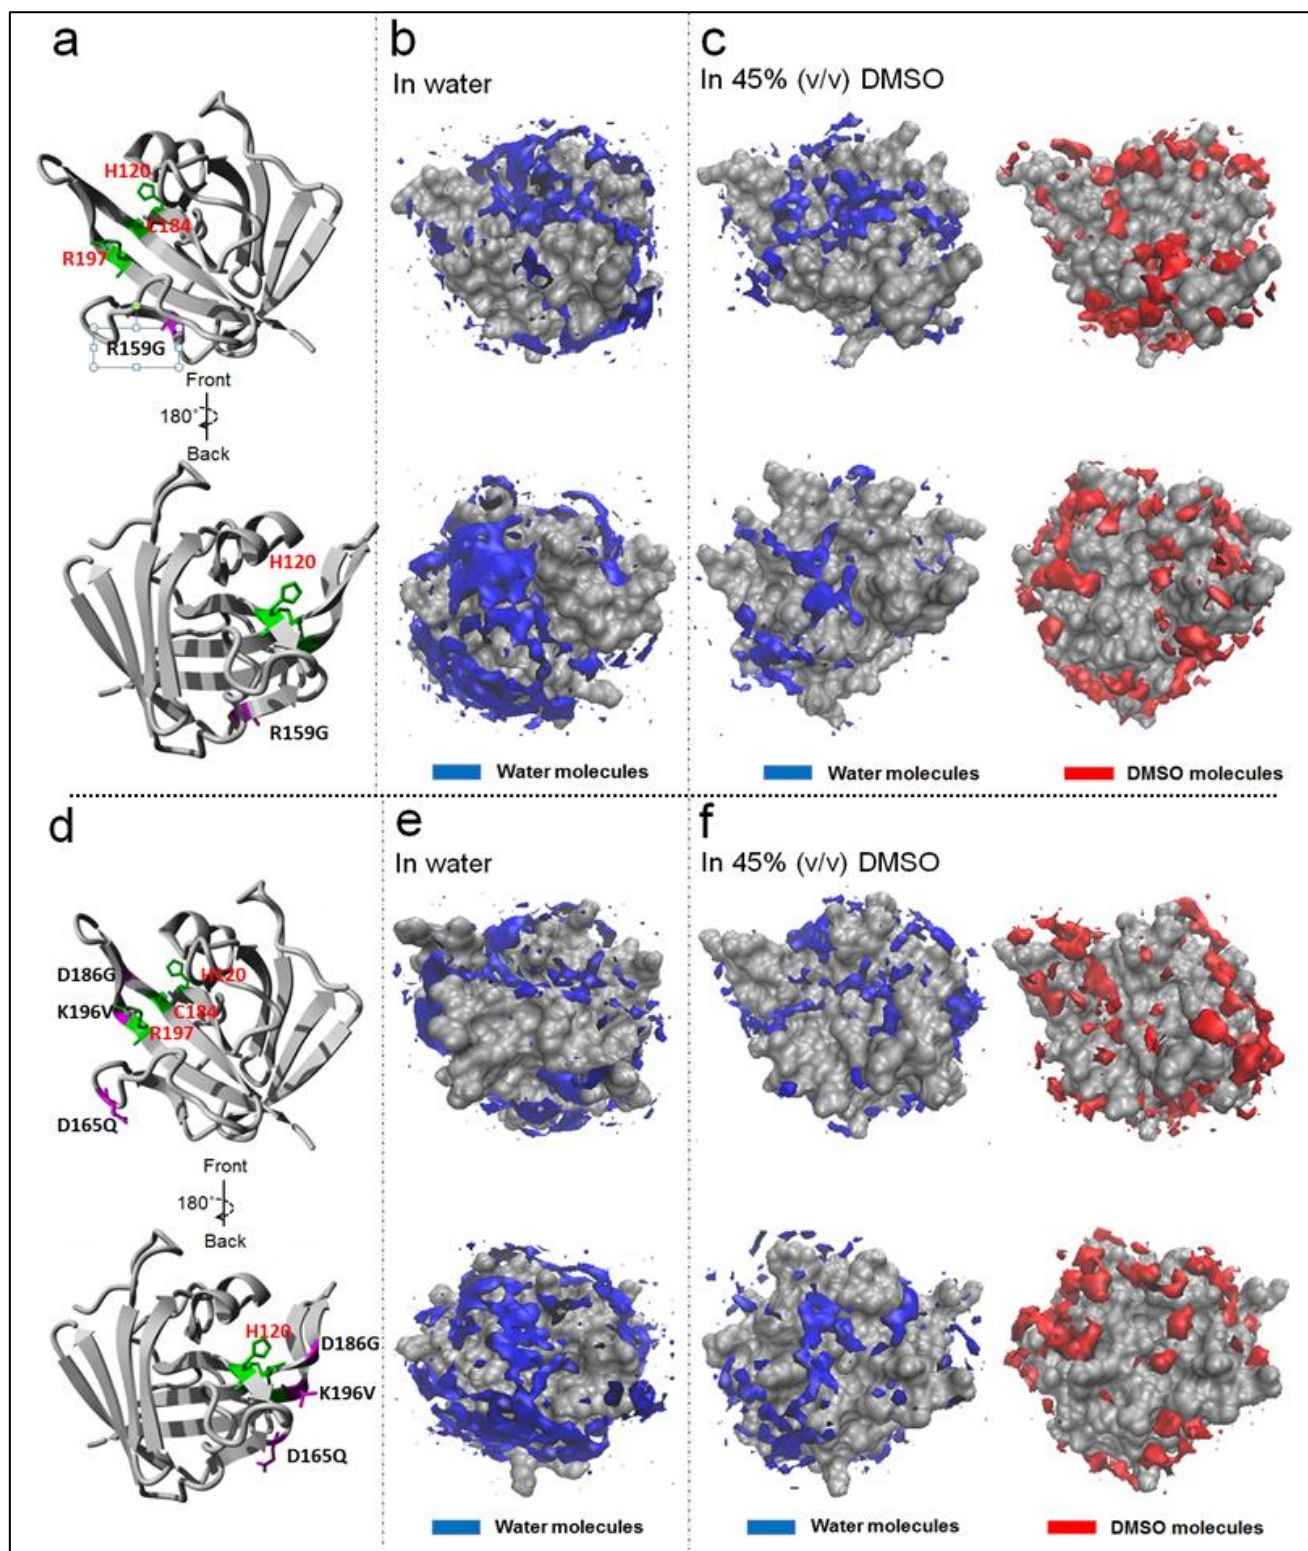 a
b
c
In water
In 45% (v/v) DMSO
H120
C184
R197
R159G
Front
180°
Back
H120
R159G
Water molecules
Water molecules
DMSO molecules
d
e
f
In water
In 45% (v/v) DMSO
D186G
H120
K196V
C184
R197
D165Q
Front
180°
Back
H120
D186G
K196V
D165Q
Water molecules
Water molecules
DMSO molecules